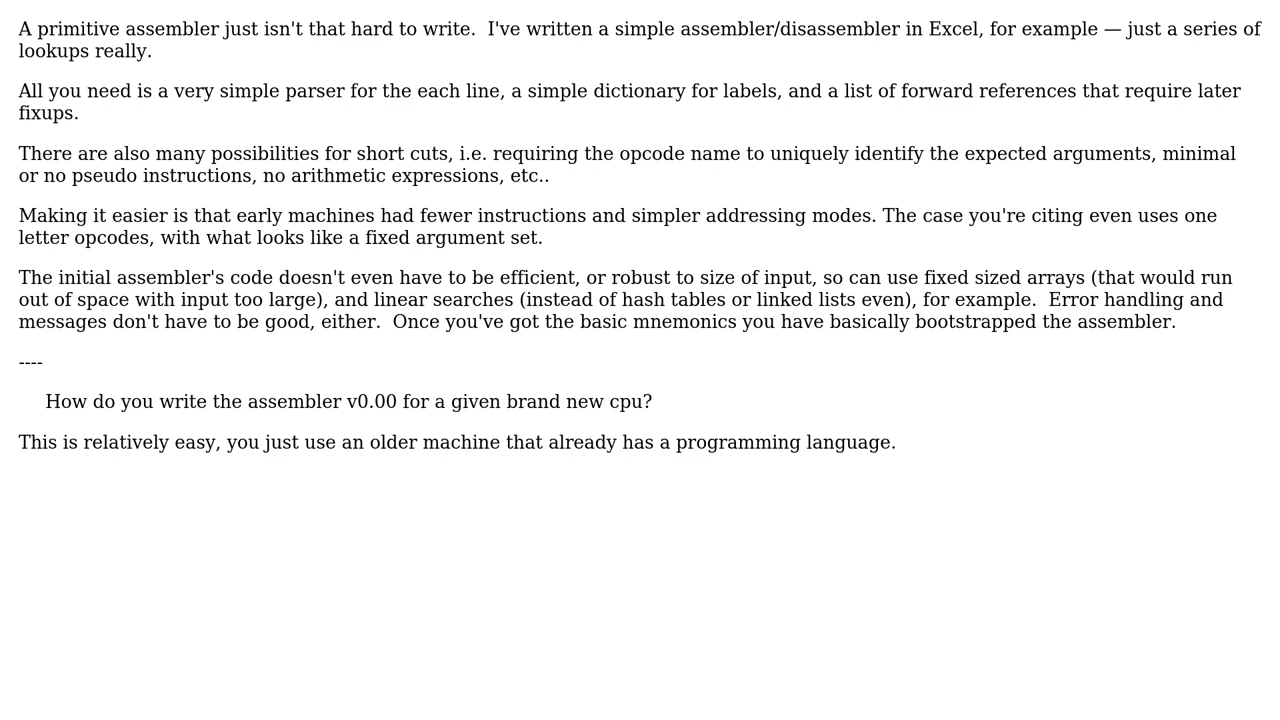 A primitive assembler just isn't that hard to write.  I've written a simple assembler/disassembler in Excel, for example — just a series of
lookups really.
All you need is a very simple parser for the each line, a simple dictionary for labels, and a list of forward references that require later
fixups.
There are also many possibilities for short cuts, i.e. requiring the opcode name to uniquely identify the expected arguments, minimal
or no pseudo instructions, no arithmetic expressions, etc..
Making it easier is that early machines had fewer instructions and simpler addressing modes. The case you're citing even uses one
letter opcodes, with what looks like a fixed argument set.
The initial assembler's code doesn't even have to be efficient, or robust to size of input, so can use fixed sized arrays (that would run
out of space with input too large), and linear searches (instead of hash tables or linked lists even), for example.  Error handling and
messages don't have to be good, either.  Once you've got the basic mnemonics you have basically bootstrapped the assembler.
----
How do you write the assembler v0.00 for a given brand new cpu?
This is relatively easy, you just use an older machine that already has a programming language.